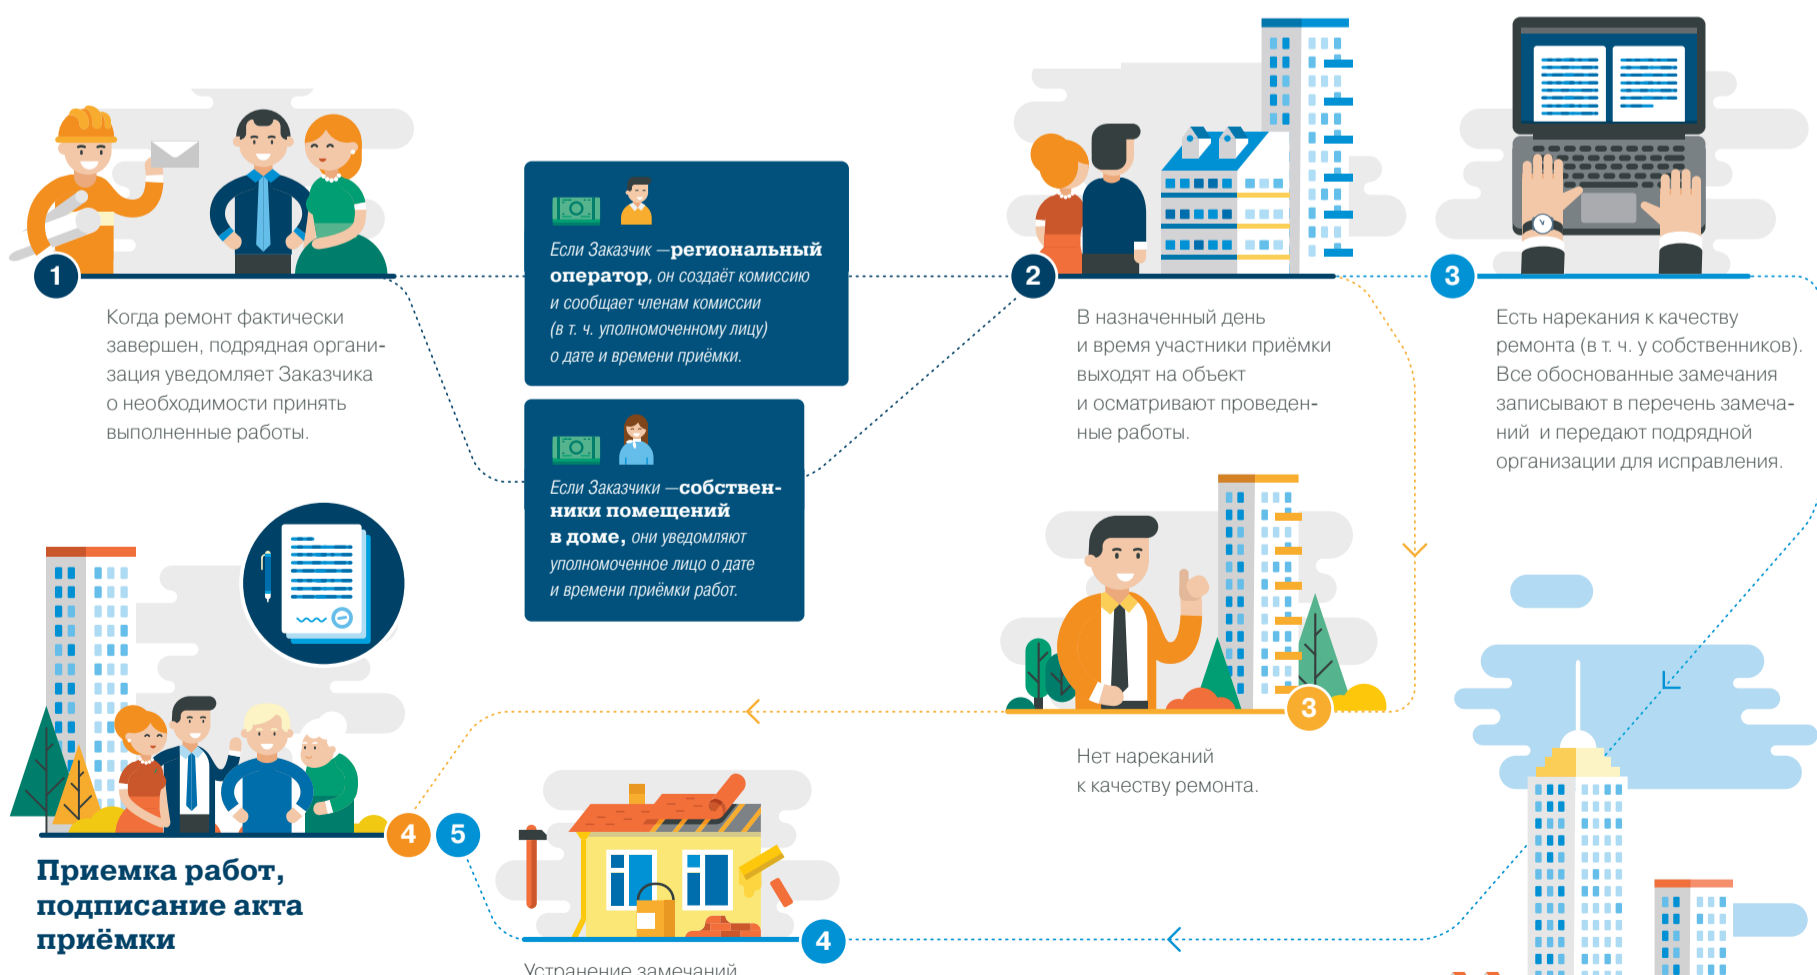 1
Когда ремонт фактически
завершен, подрядная органи-
зация уведомляет Заказчика
о необходимости принять
выполненные работы.
Если Заказчик —региональный
оператор, он создаёт комиссию
и сообщает членам комиссии
(в т. ч. уполномоченному лицу)
о дате и времени приёмки.
Если Заказчики —собствен-
ники помещений
в доме, они уведомляют
уполномоченное лицо о дате
и времени приёмки работ.
2
В назначенный день
и время участники приёмки
выходят на объект
и осматривают проведен-
ные работы.
3
Есть нарекания к качеству
ремонта (в т. ч. у собственников).
Все обоснованные замечания
записывают в перечень замеча-
ний и передают подрядной
организации для исправления.
3
Нет нареканий
к качеству ремонта.
4
Устранение замечаний
4
5
Приемка работ,
подписание акта
приёмки